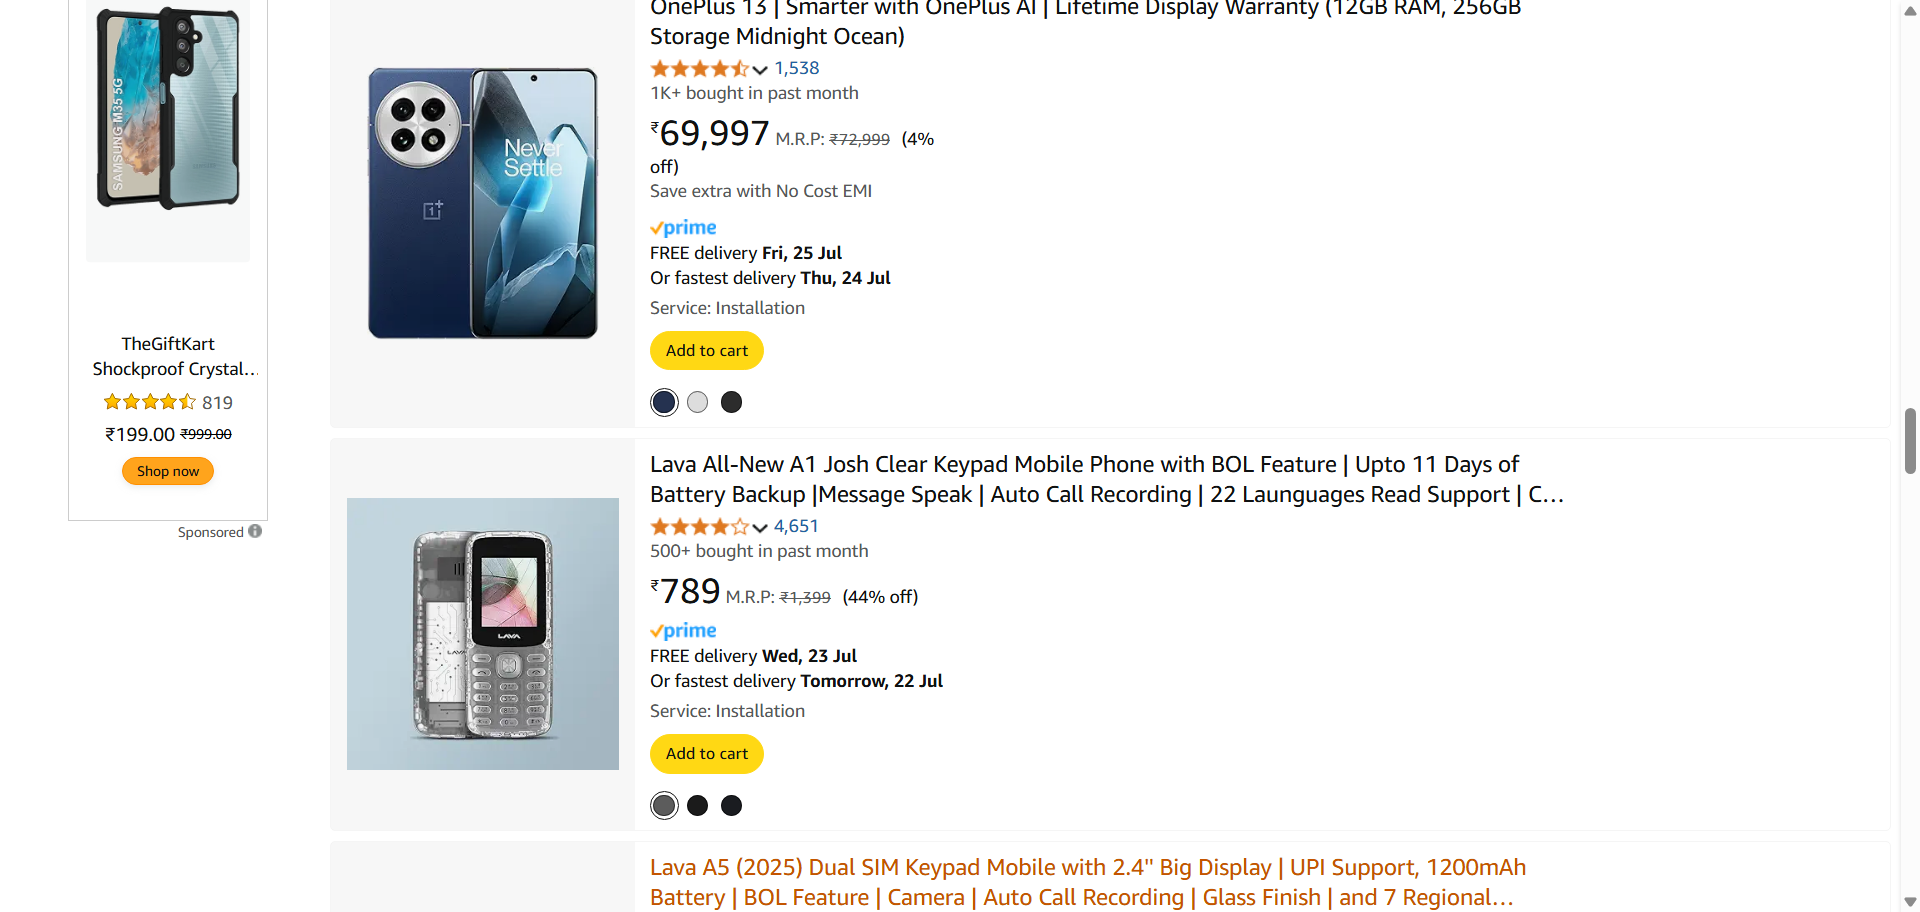 SAMSUNG M35 5G
TheGiftKart
Shockproof Crystal...
819
₹199.00 ₹999.00
Shop now
Sponsored
OnePlus 13 | Smarter with OnePlus AI | Lifetime Display Warranty (12GB RAM, 256GB
Storage Midnight Ocean)
1,538
1K+ bought in past month
₹69,997 M.R.P: ₹72,999 (4%
off)
Save extra with No Cost EMI
prime
FREE delivery Fri, 25 Jul
Or fastest delivery Thu, 24 Jul
Service: Installation
Add to cart
Never
Settle
Lava All-New A1 Josh Clear Keypad Mobile Phone with BOL Feature | Upto 11 Days of
Battery Backup |Message Speak | Auto Call Recording | 22 Launguages Read Support | C...
4,651
500+ bought in past month
₹789 M.R.P: ₹1,399 (44% off)
prime
FREE delivery Wed, 23 Jul
Or fastest delivery Tomorrow, 22 Jul
Service: Installation
Add to cart
LAVA
LAVA
Lava A5 (2025) Dual SIM Keypad Mobile with 2.4" Big Display | UPI Support, 1200mAh
Battery | BOL Feature | Camera | Auto Call Recording | Glass Finish | and 7 Regional...